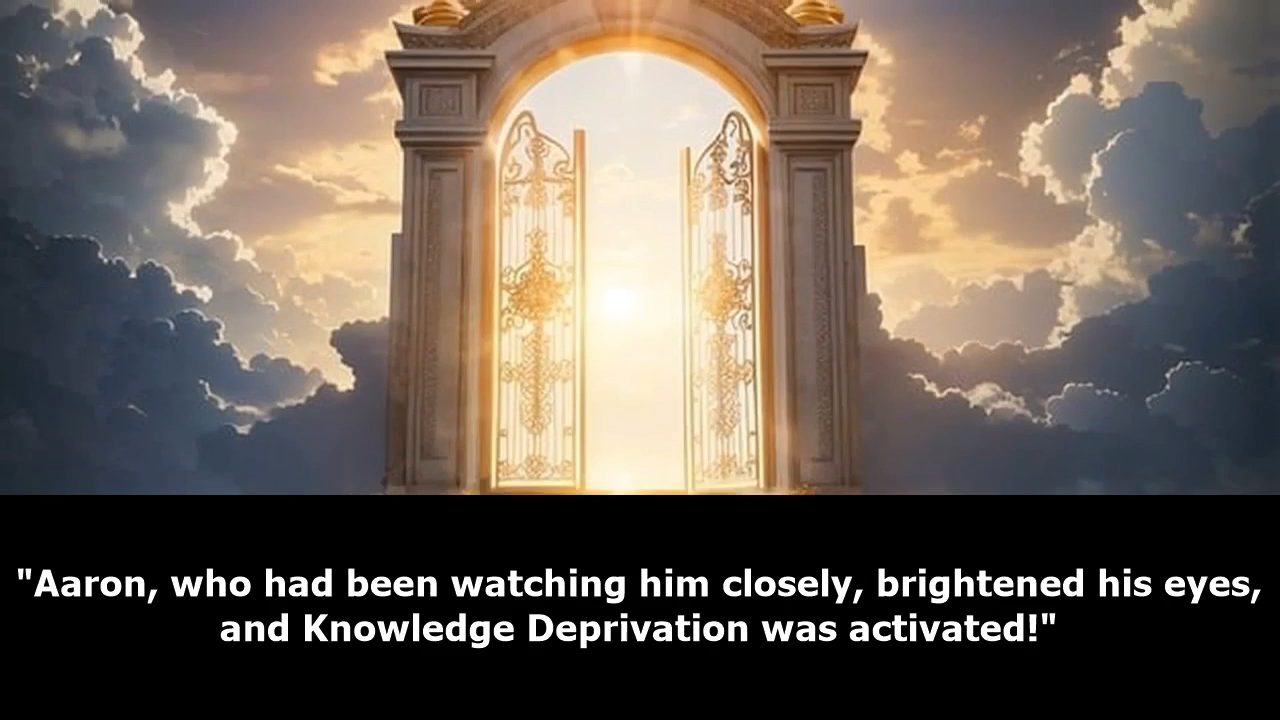 "Aaron, who had been watching him closely, brightened his eyes,
and Knowledge Deprivation was activated!"